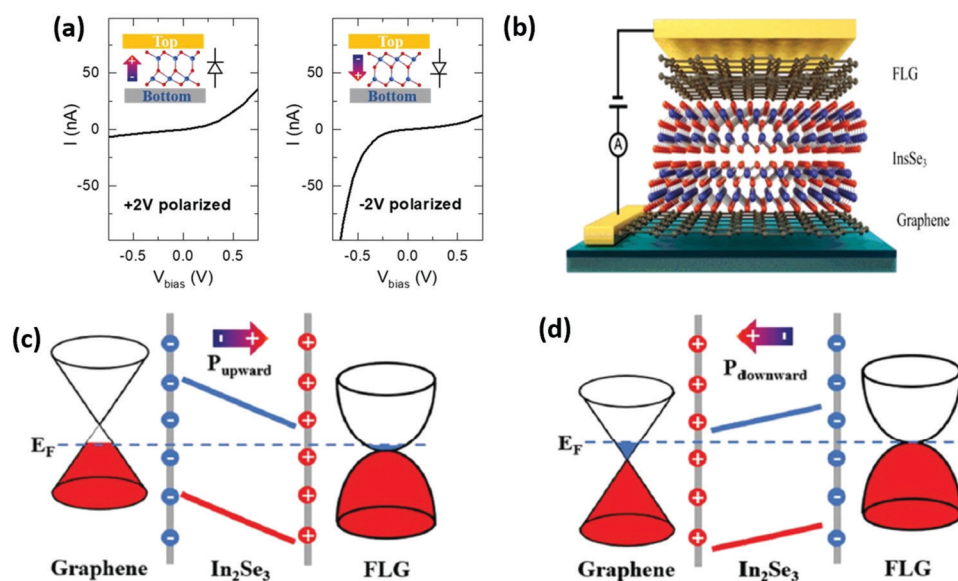 (a)
Top
Bottom
I (nA)
50
0
-50
+2V polarized
-0.5
0.0
0.5
V_bias (V)
Top
Bottom
I (nA)
50
0
-50
-2V polarized
-0.5
0.0
0.5
V_bias (V)
(b)
A
FLG
InsSe₃
Graphene
(c)
P_upward
E_F
Graphene
In₂Se₃
FLG
(d)
P_downward
E_F
Graphene
In₂Se₃
FLG